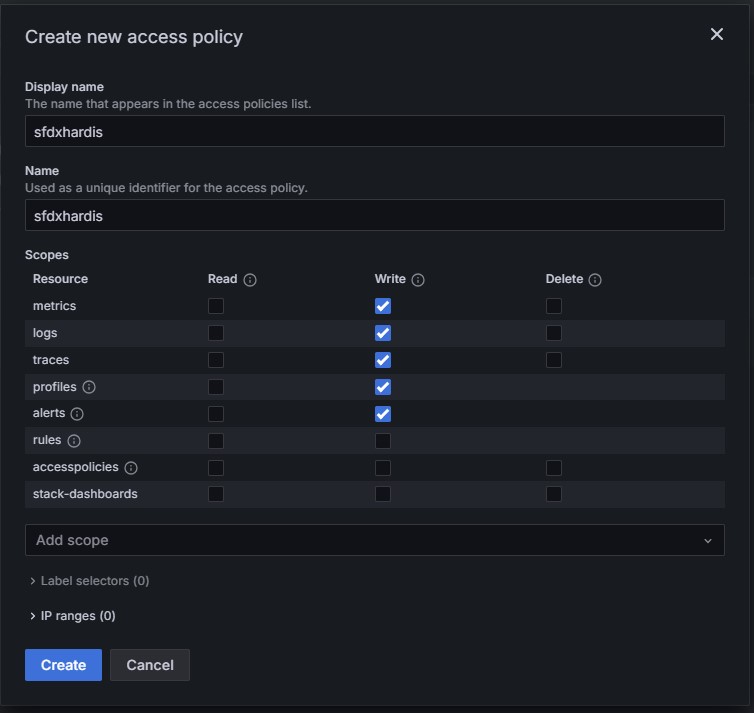 Create new access policy
Display name
The name that appears in the access policies list.
sfdxhardis
Name
Used as a unique identifier for the access policy.
sfdxhardis
Scopes
Resource Read Write Delete
metrics
logs
traces
profiles
alerts
rules
accesspolicies
stack-dashboards
Add scope
Label selectors (0)
IP ranges (0)
Create Cancel